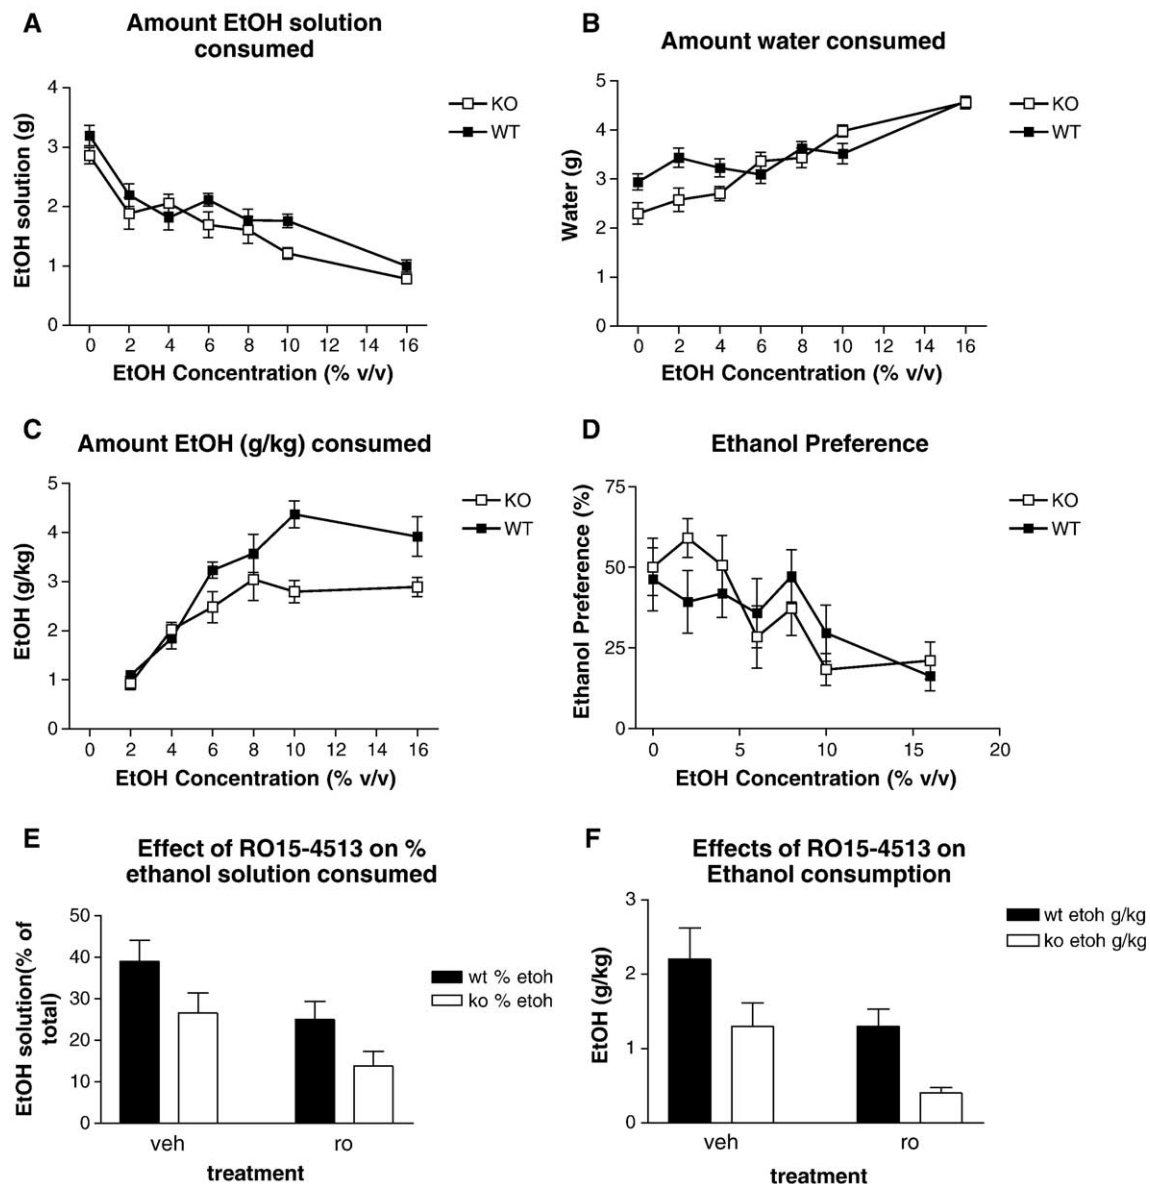 A
Amount EtOH solution
consumed
4
3
2
1
0
EtOH solution (g)
0 2 4 6 8 10 12 14 16
EtOH Concentration (% v/v)
KO
WT
B
Amount water consumed
5
4
3
2
1
0
Water (g)
0 2 4 6 8 10 12 14 16
EtOH Concentration (% v/v)
KO
WT
C
Amount EtOH (g/kg) consumed
5
4
3
2
1
0
EtOH (g/kg)
0 2 4 6 8 10 12 14 16
EtOH Concentration (% v/v)
KO
WT
D
Ethanol Preference
75
50
25
0
Ethanol Preference (%)
0 5 10 15 20
EtOH Concentration (% v/v)
KO
WT
E
Effect of RO15-4513 on %
ethanol solution consumed
50
40
30
20
10
0
EtOH solution(% of
total)
veh ro
treatment
wt % etoh
ko % etoh
F
Effects of RO15-4513 on
Ethanol consumption
3
2
1
0
EtOH (g/kg)
veh ro
treatment
wt etoh g/kg
ko etoh g/kg